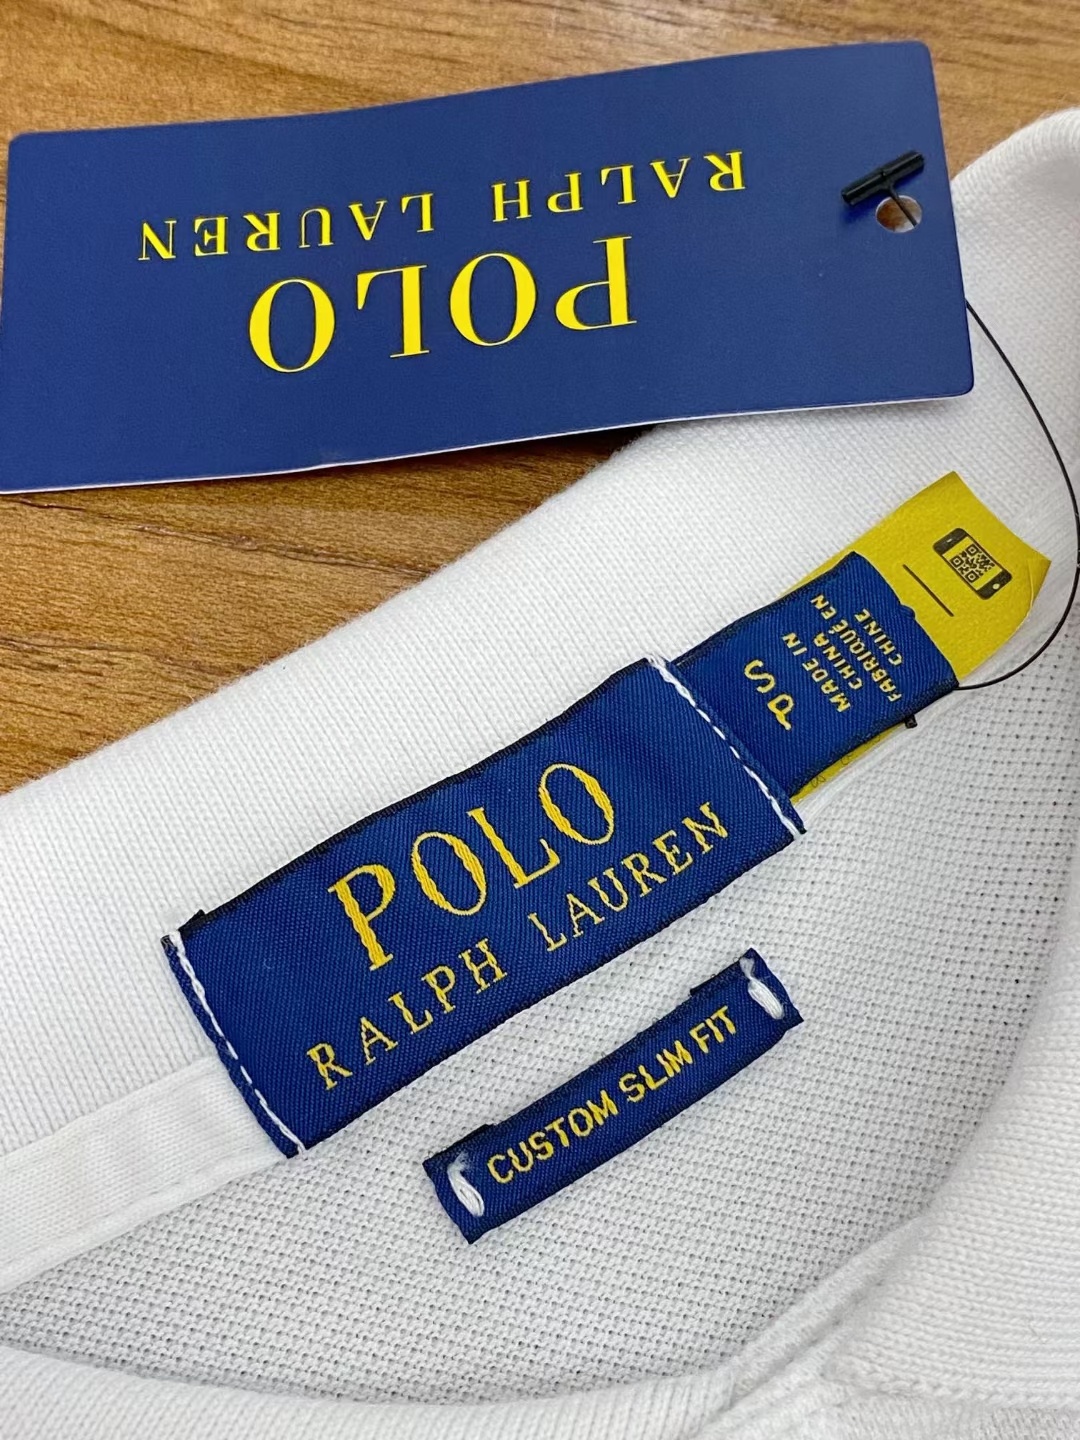 POLO
RALPH LAUREN
POLO
RALPH LAUREN
S
P
MADE IN
CHINA
FABRIQUÉ EN
CHINE
CUSTOM SLIM FIT